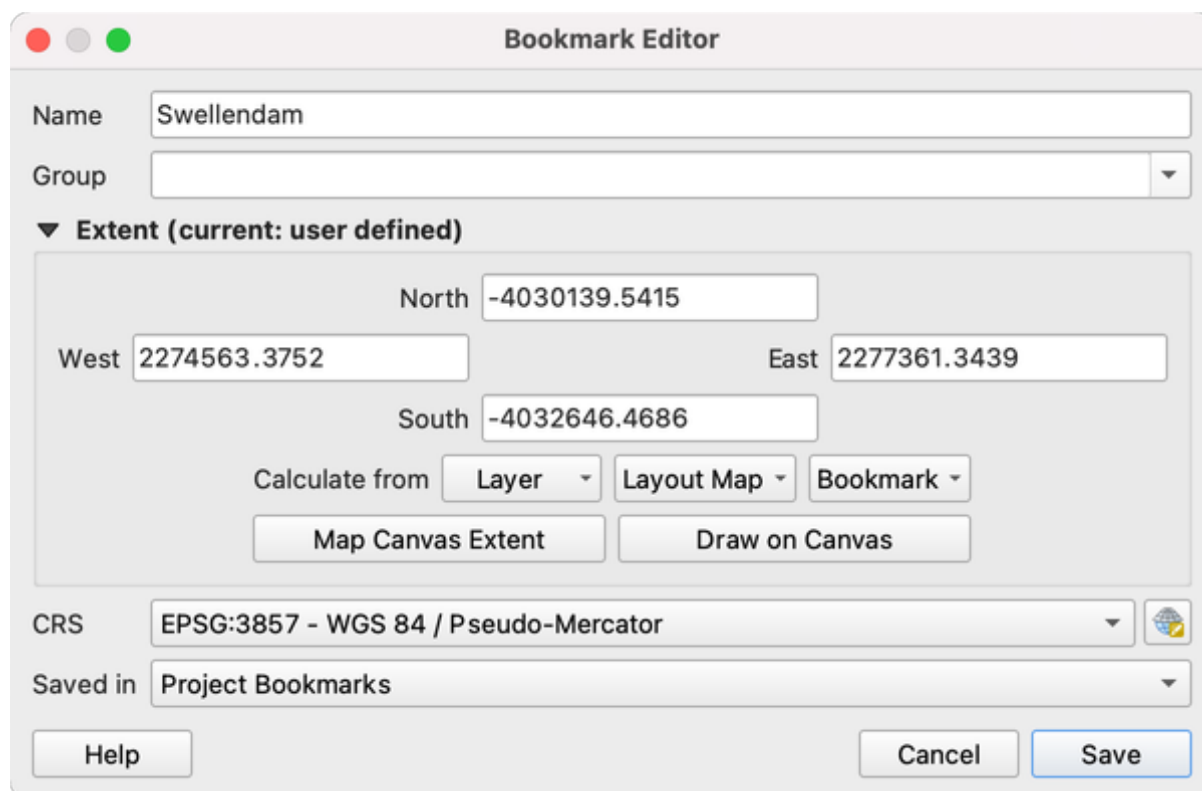 Bookmark Editor
Name Swellendam
Group
Extent (current: user defined)
North -4030139.5415
West 2274563.3752 East 2277361.3439
South -4032646.4686
Calculate from Layer Layout Map Bookmark
Map Canvas Extent Draw on Canvas
CRS EPSG:3857 - WGS 84 / Pseudo-Mercator
Saved in Project Bookmarks
Help Cancel Save